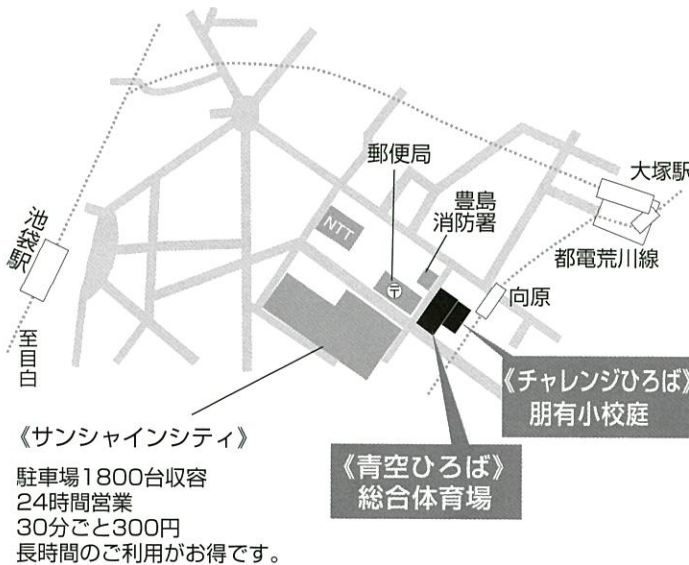 郵便局
大塚駅
豊島
消防署
NTT
池袋駅
都電荒川線
〒
向原
至目白
《チャレンジひろば》
朋有小校庭
《サンシャインシティ》
《青空ひろば》
総合体育場
駐車場1800台収容
24時間営業
30分ごと300円
長時間のご利用がお得です。